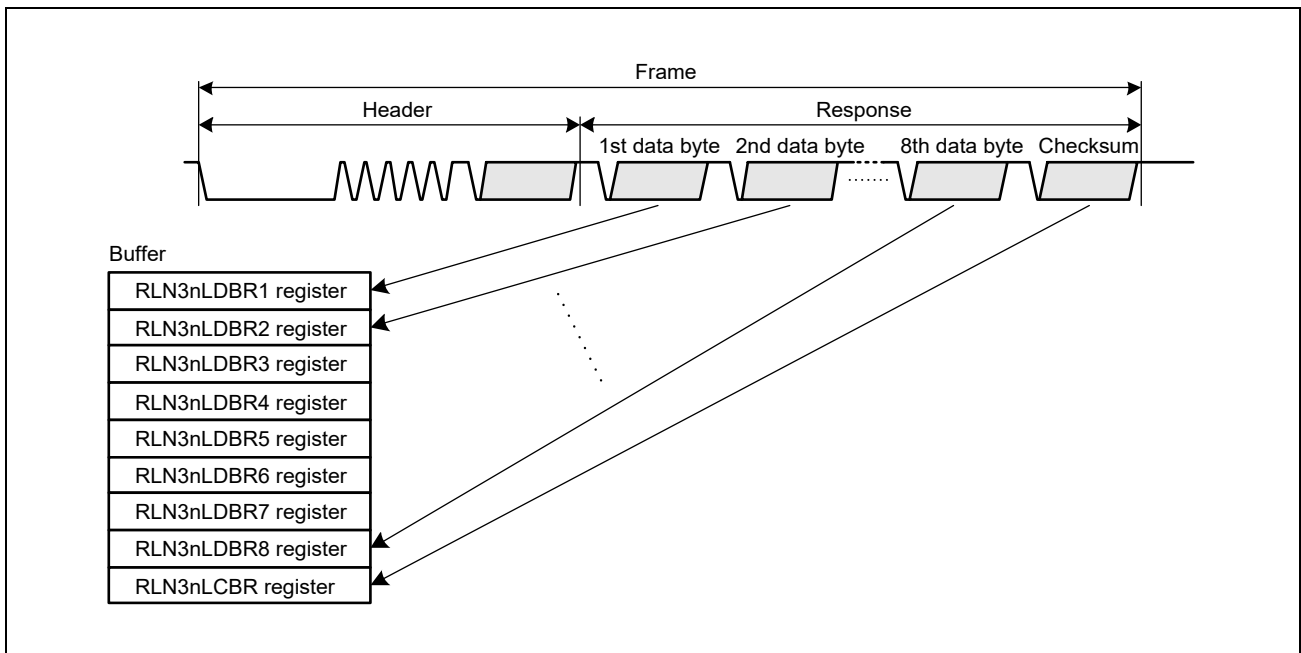 Frame
Header
Response
1st data byte
2nd data byte
8th data byte
Checksum
Buffer
RLN3nLDBR1 register
RLN3nLDBR2 register
RLN3nLDBR3 register
RLN3nLDBR4 register
RLN3nLDBR5 register
RLN3nLDBR6 register
RLN3nLDBR7 register
RLN3nLDBR8 register
RLN3nLCBR register